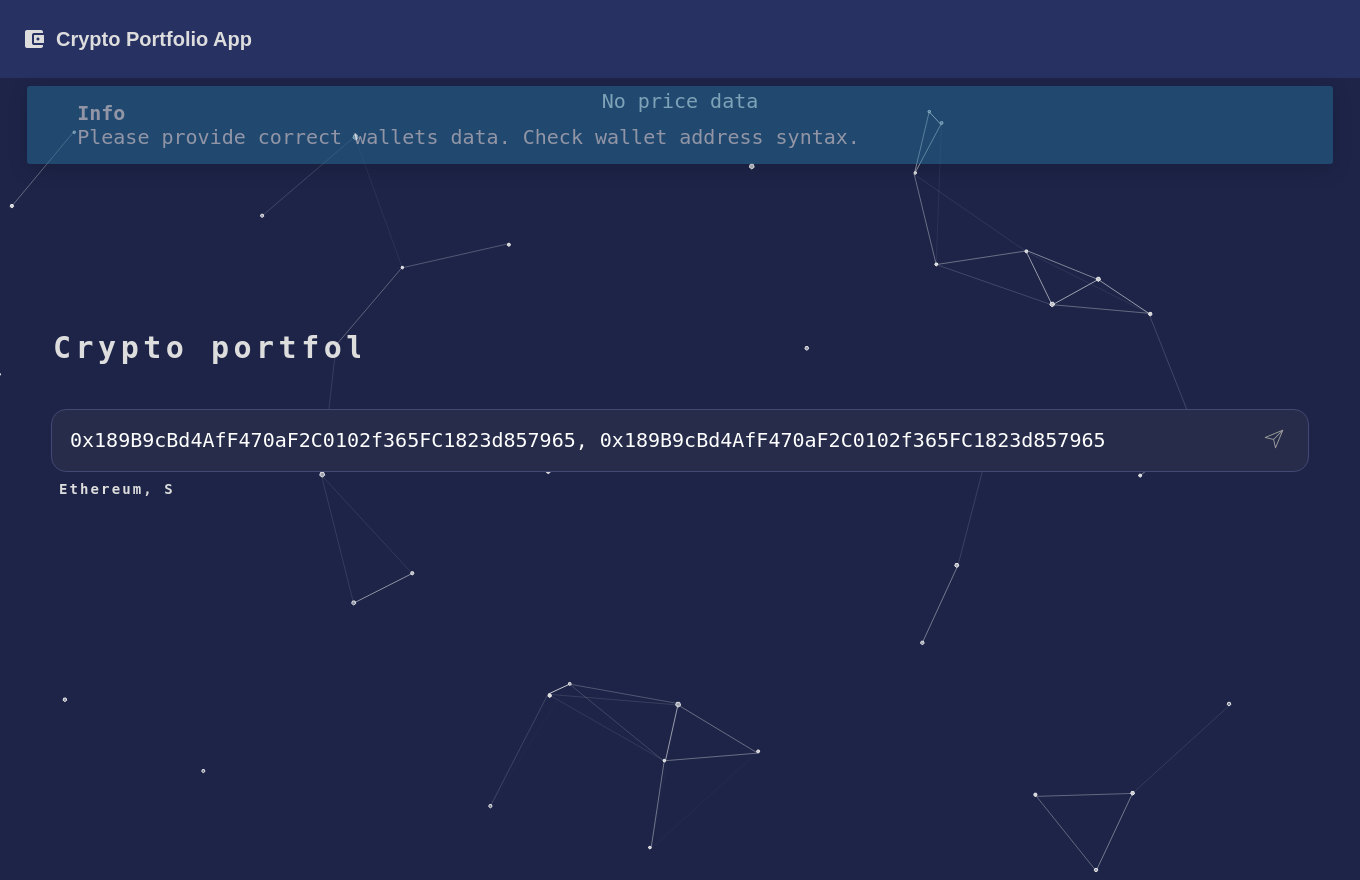 Crypto Portfolio App
No price data
Info
Please provide correct wallets data. Check wallet address syntax.
Crypto portfol
0x189B9cBd4AfF470aF2C0102f365FC1823d857965, 0x189B9cBd4AfF470aF2C0102f365FC1823d857965
Ethereum, S